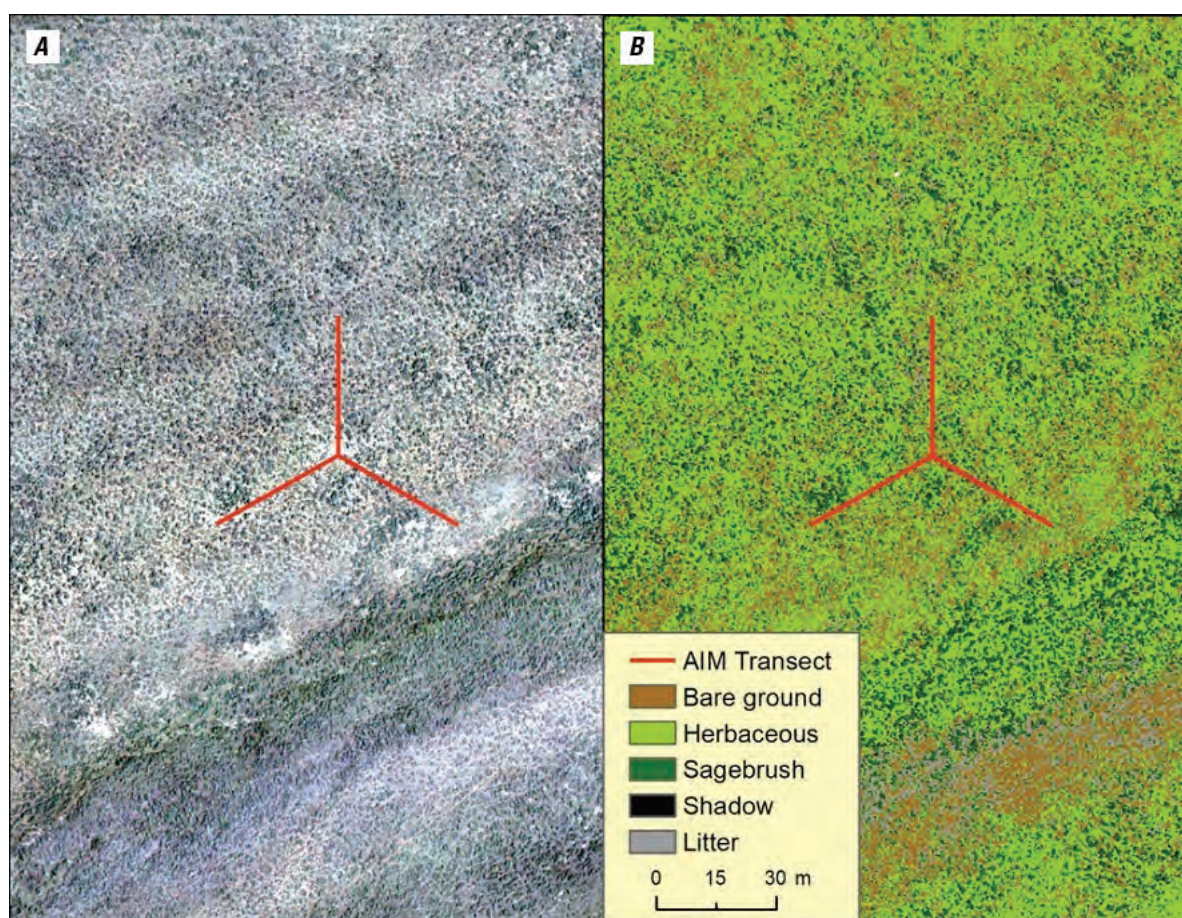 A
B
AIM Transect
Bare ground
Herbaceous
Sagebrush
Shadow
Litter
0 15 30 m